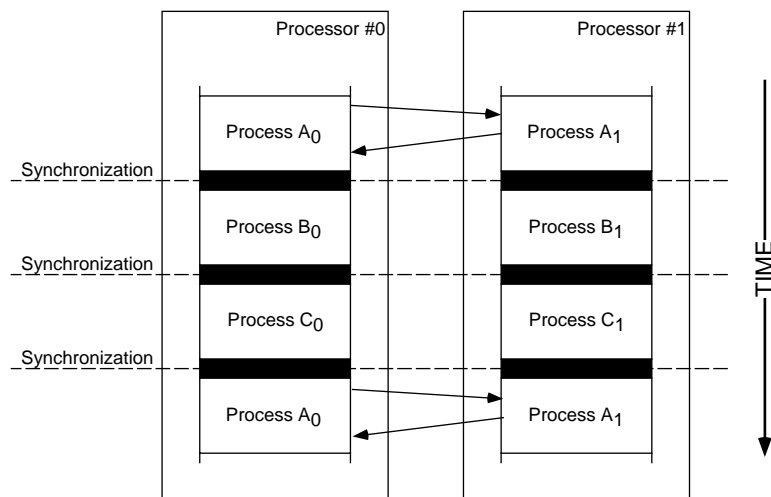 Processor #0
Processor #1
Process A0
Process A1
Synchronization
Process B0
Process B1
Synchronization
Process C0
Process C1
Synchronization
Process A0
Process A1
TIME